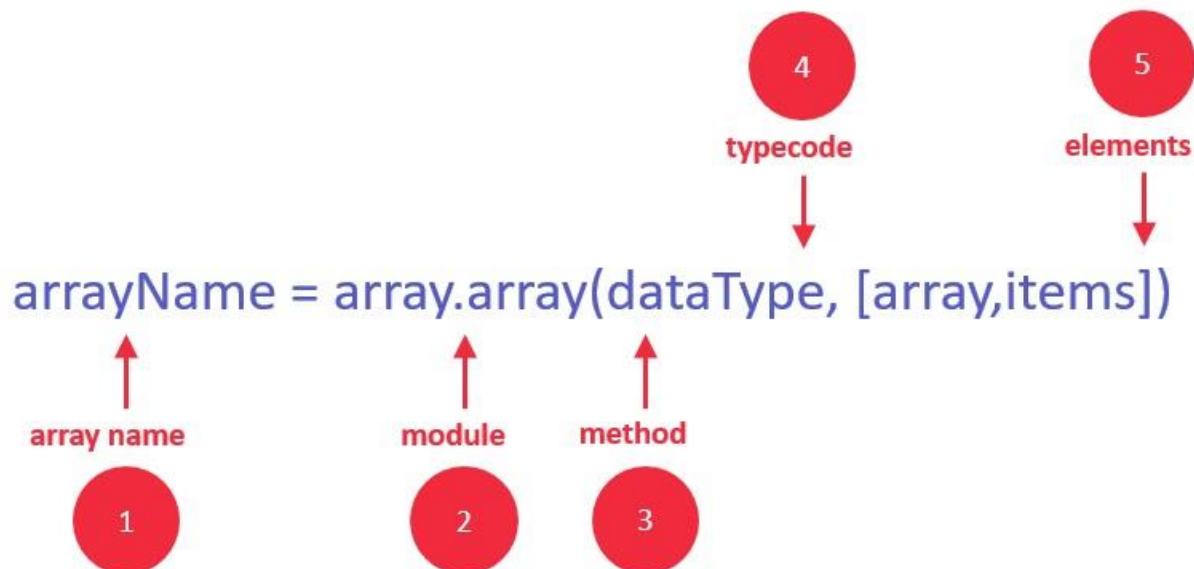 4 5
typecode elements
arrayName = array.array(dataType, [array,items])
array name module method
1 2 3